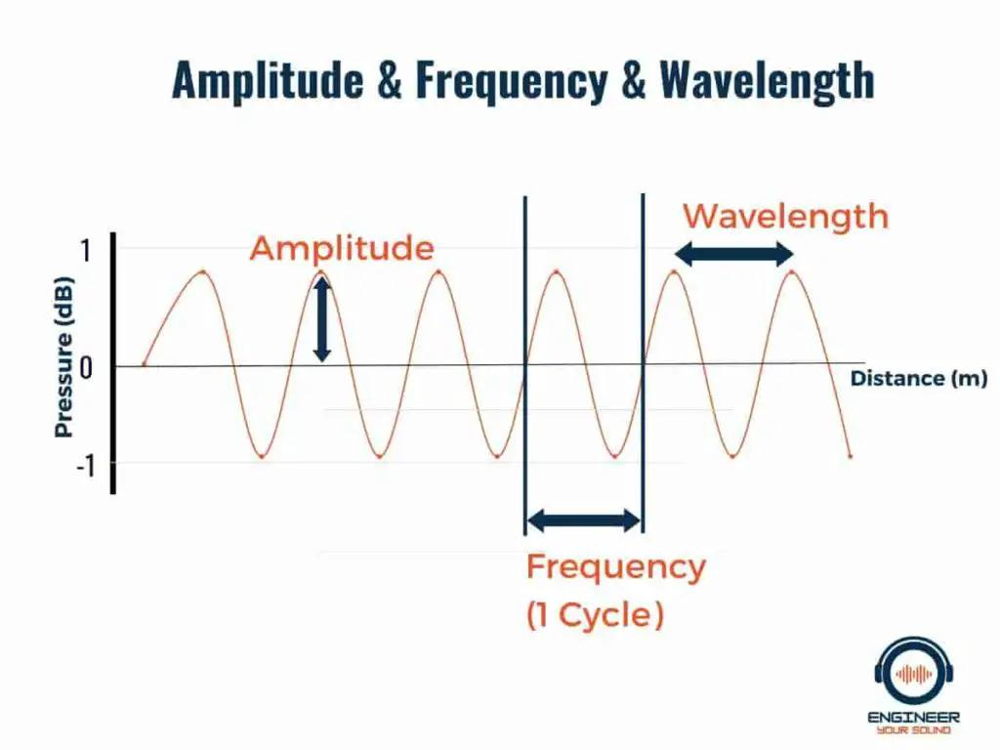 Amplitude & Frequency & Wavelength
Wavelength
Amplitude
1
Pressure (dB)
0
Distance (m)
-1
Frequency
(1 Cycle)
ENGINEER
YOUR SOUND